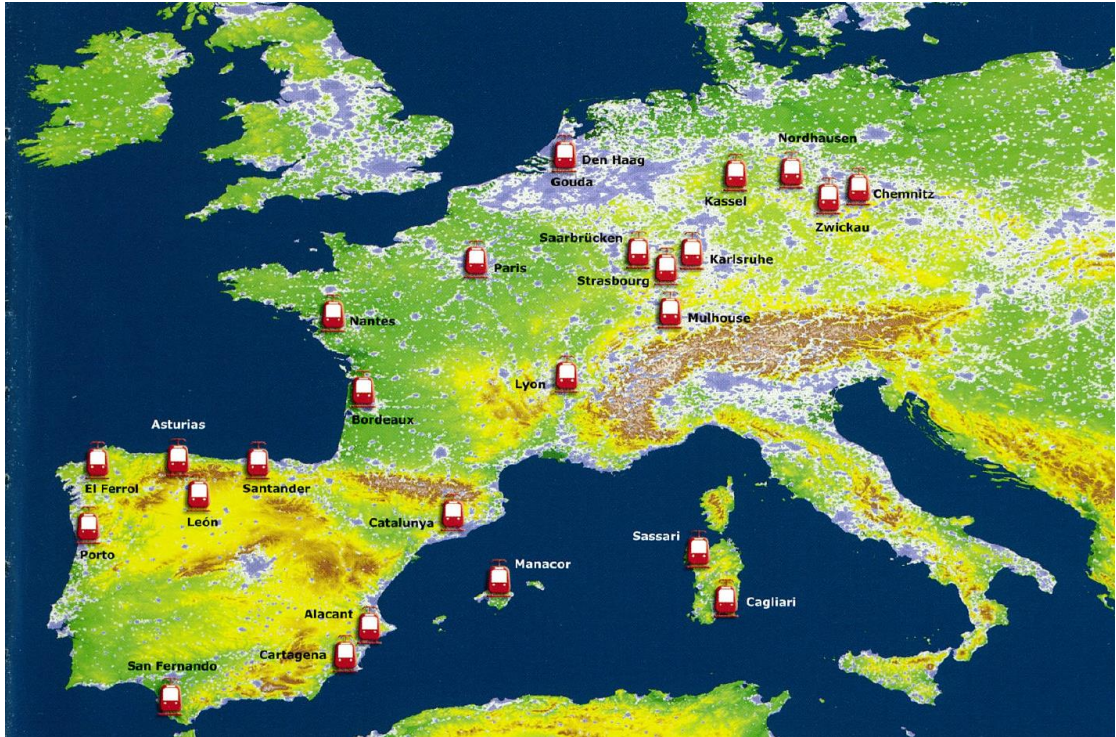 Nordhausen
Den Haag
Gouda
Kassel
Chemnitz
Zwickau
Saarbrücken
Karlsruhe
Paris
Strasbourg
Nantes
Mulhouse
Lyon
Bordeaux
Asturias
El Ferrol
Santander
León
Catalunya
Porto
Sassari
Manacor
Cagliari
Alacant
Cartagena
San Fernando